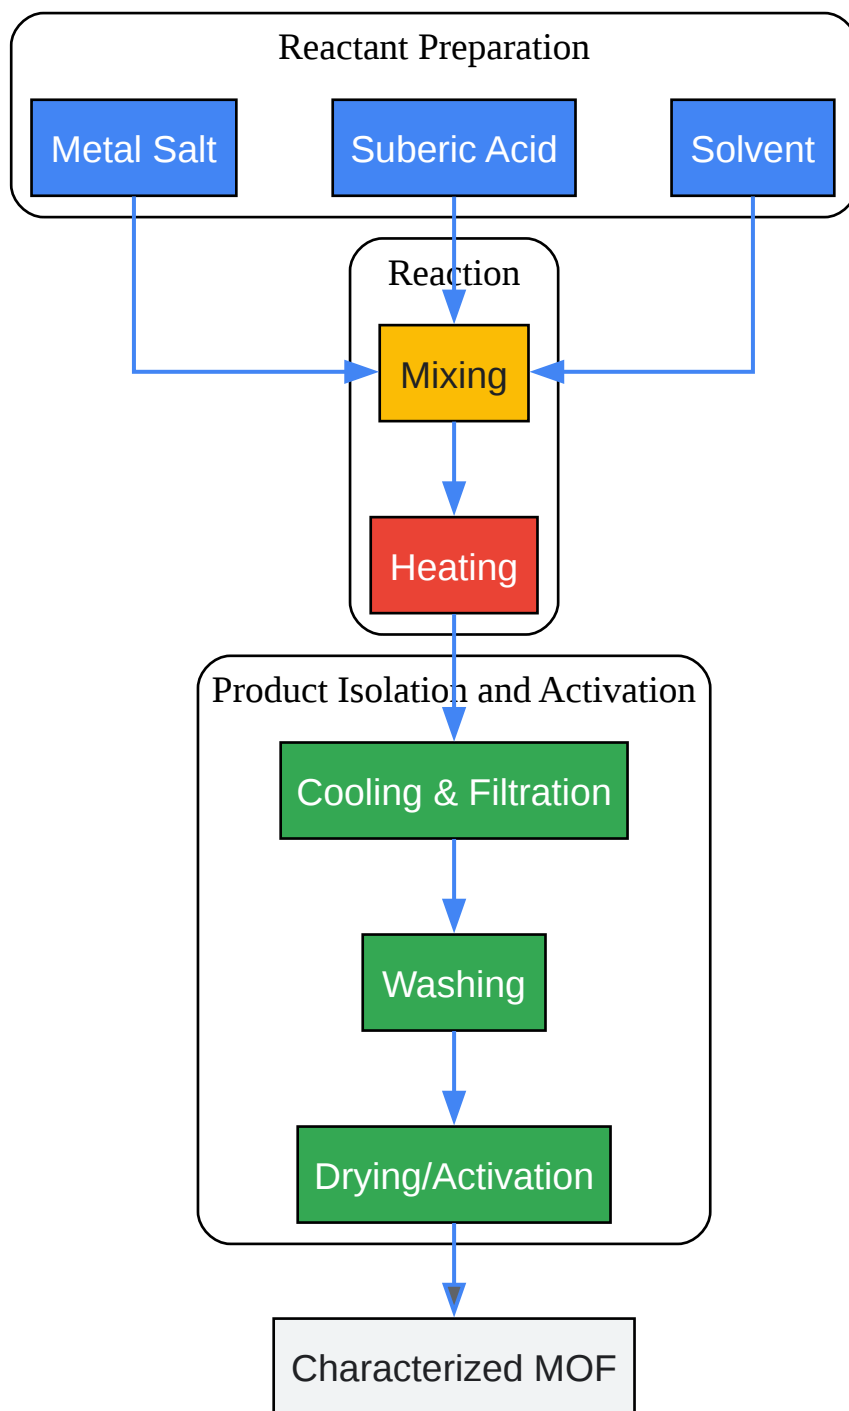 Reactant Preparation
Metal Salt
Suberic Acid
Solvent
Reaction
Mixing
Heating
Product Isolation and Activation
Cooling & Filtration
Washing
Drying/Activation
Characterized MOF